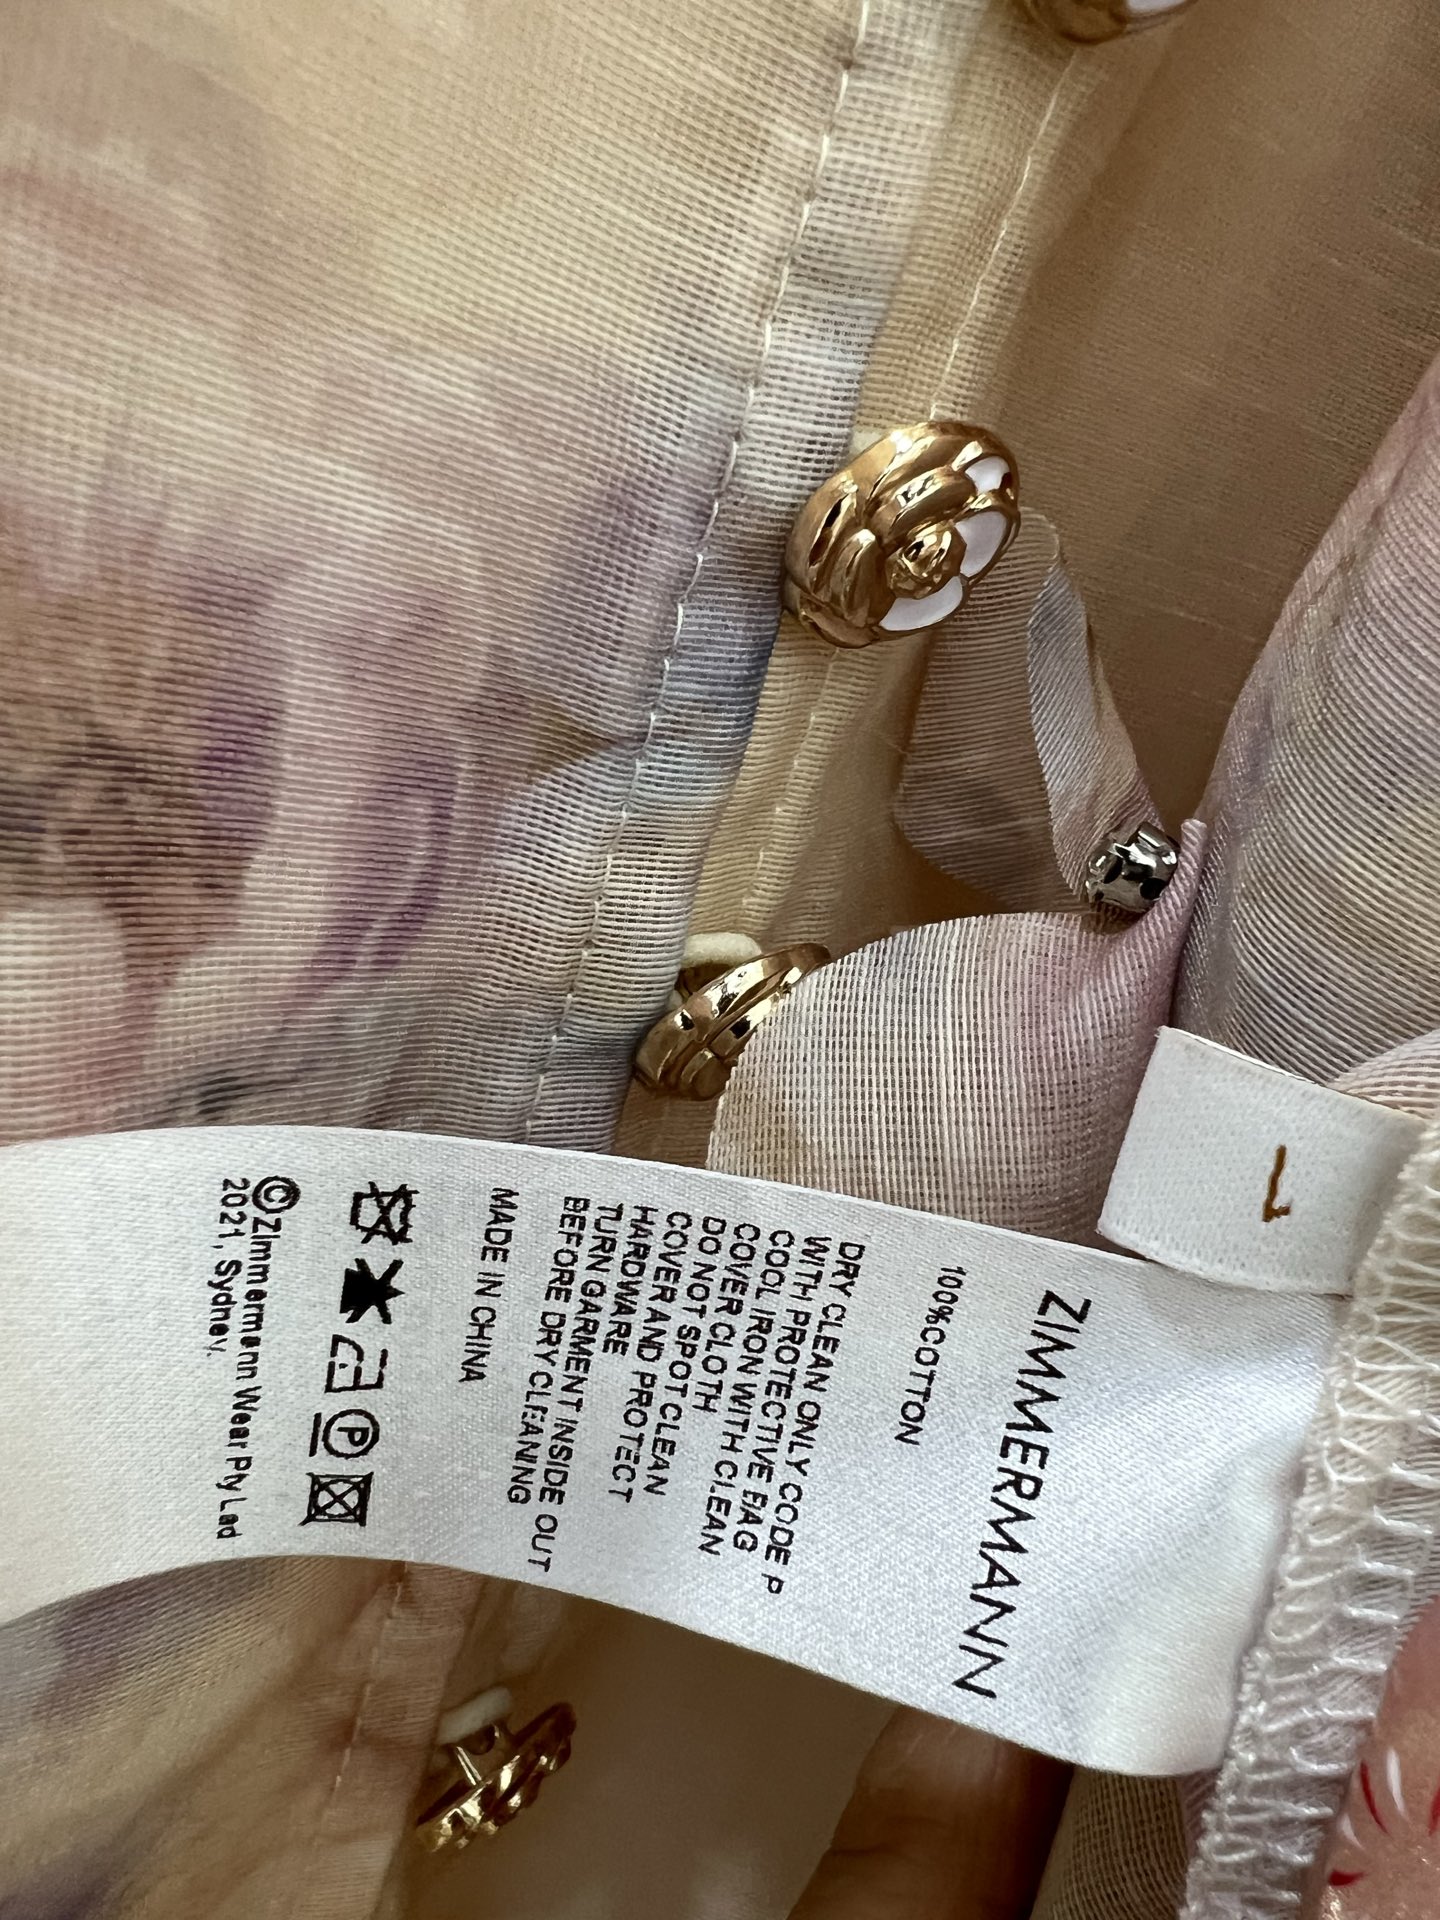 ZIMMERMANN
100%COTTON
DRY CLEAN ONLY CODE P
WITH PROTECTIVE BAG
COOL IRON WITH CLEAN
COVER CLOTH
DO NOT SPOT CLEAN
COVER AND PROTECT
HARDWARE
TURN GARMENT INSIDE OUT
BEFORE DRY CLEANING
MADE IN CHINA
P
©Zimmermann Wear Pty Lad
2021, Sydney.